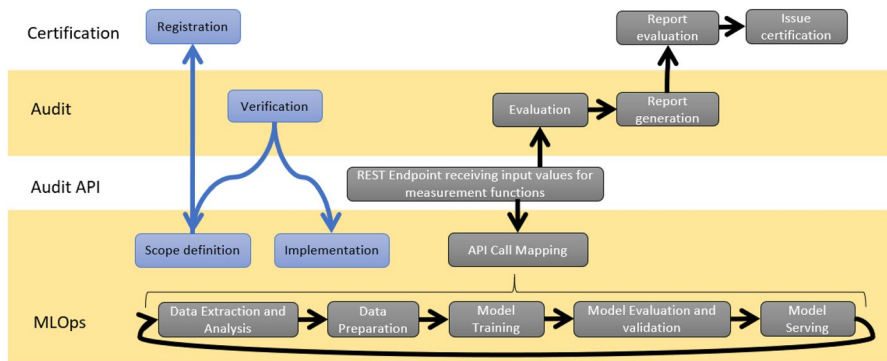 Certification
Registration
Report
evaluation
Issue
certification
Audit
Verification
Evaluation
Report
generation
Audit API
REST Endpoint receiving input values for
measurement functions
Scope definition
Implementation
API Call Mapping
MLOps
Data Extraction and
Analysis
Data
Preparation
Model
Training
Model Evaluation and
validation
Model
Serving